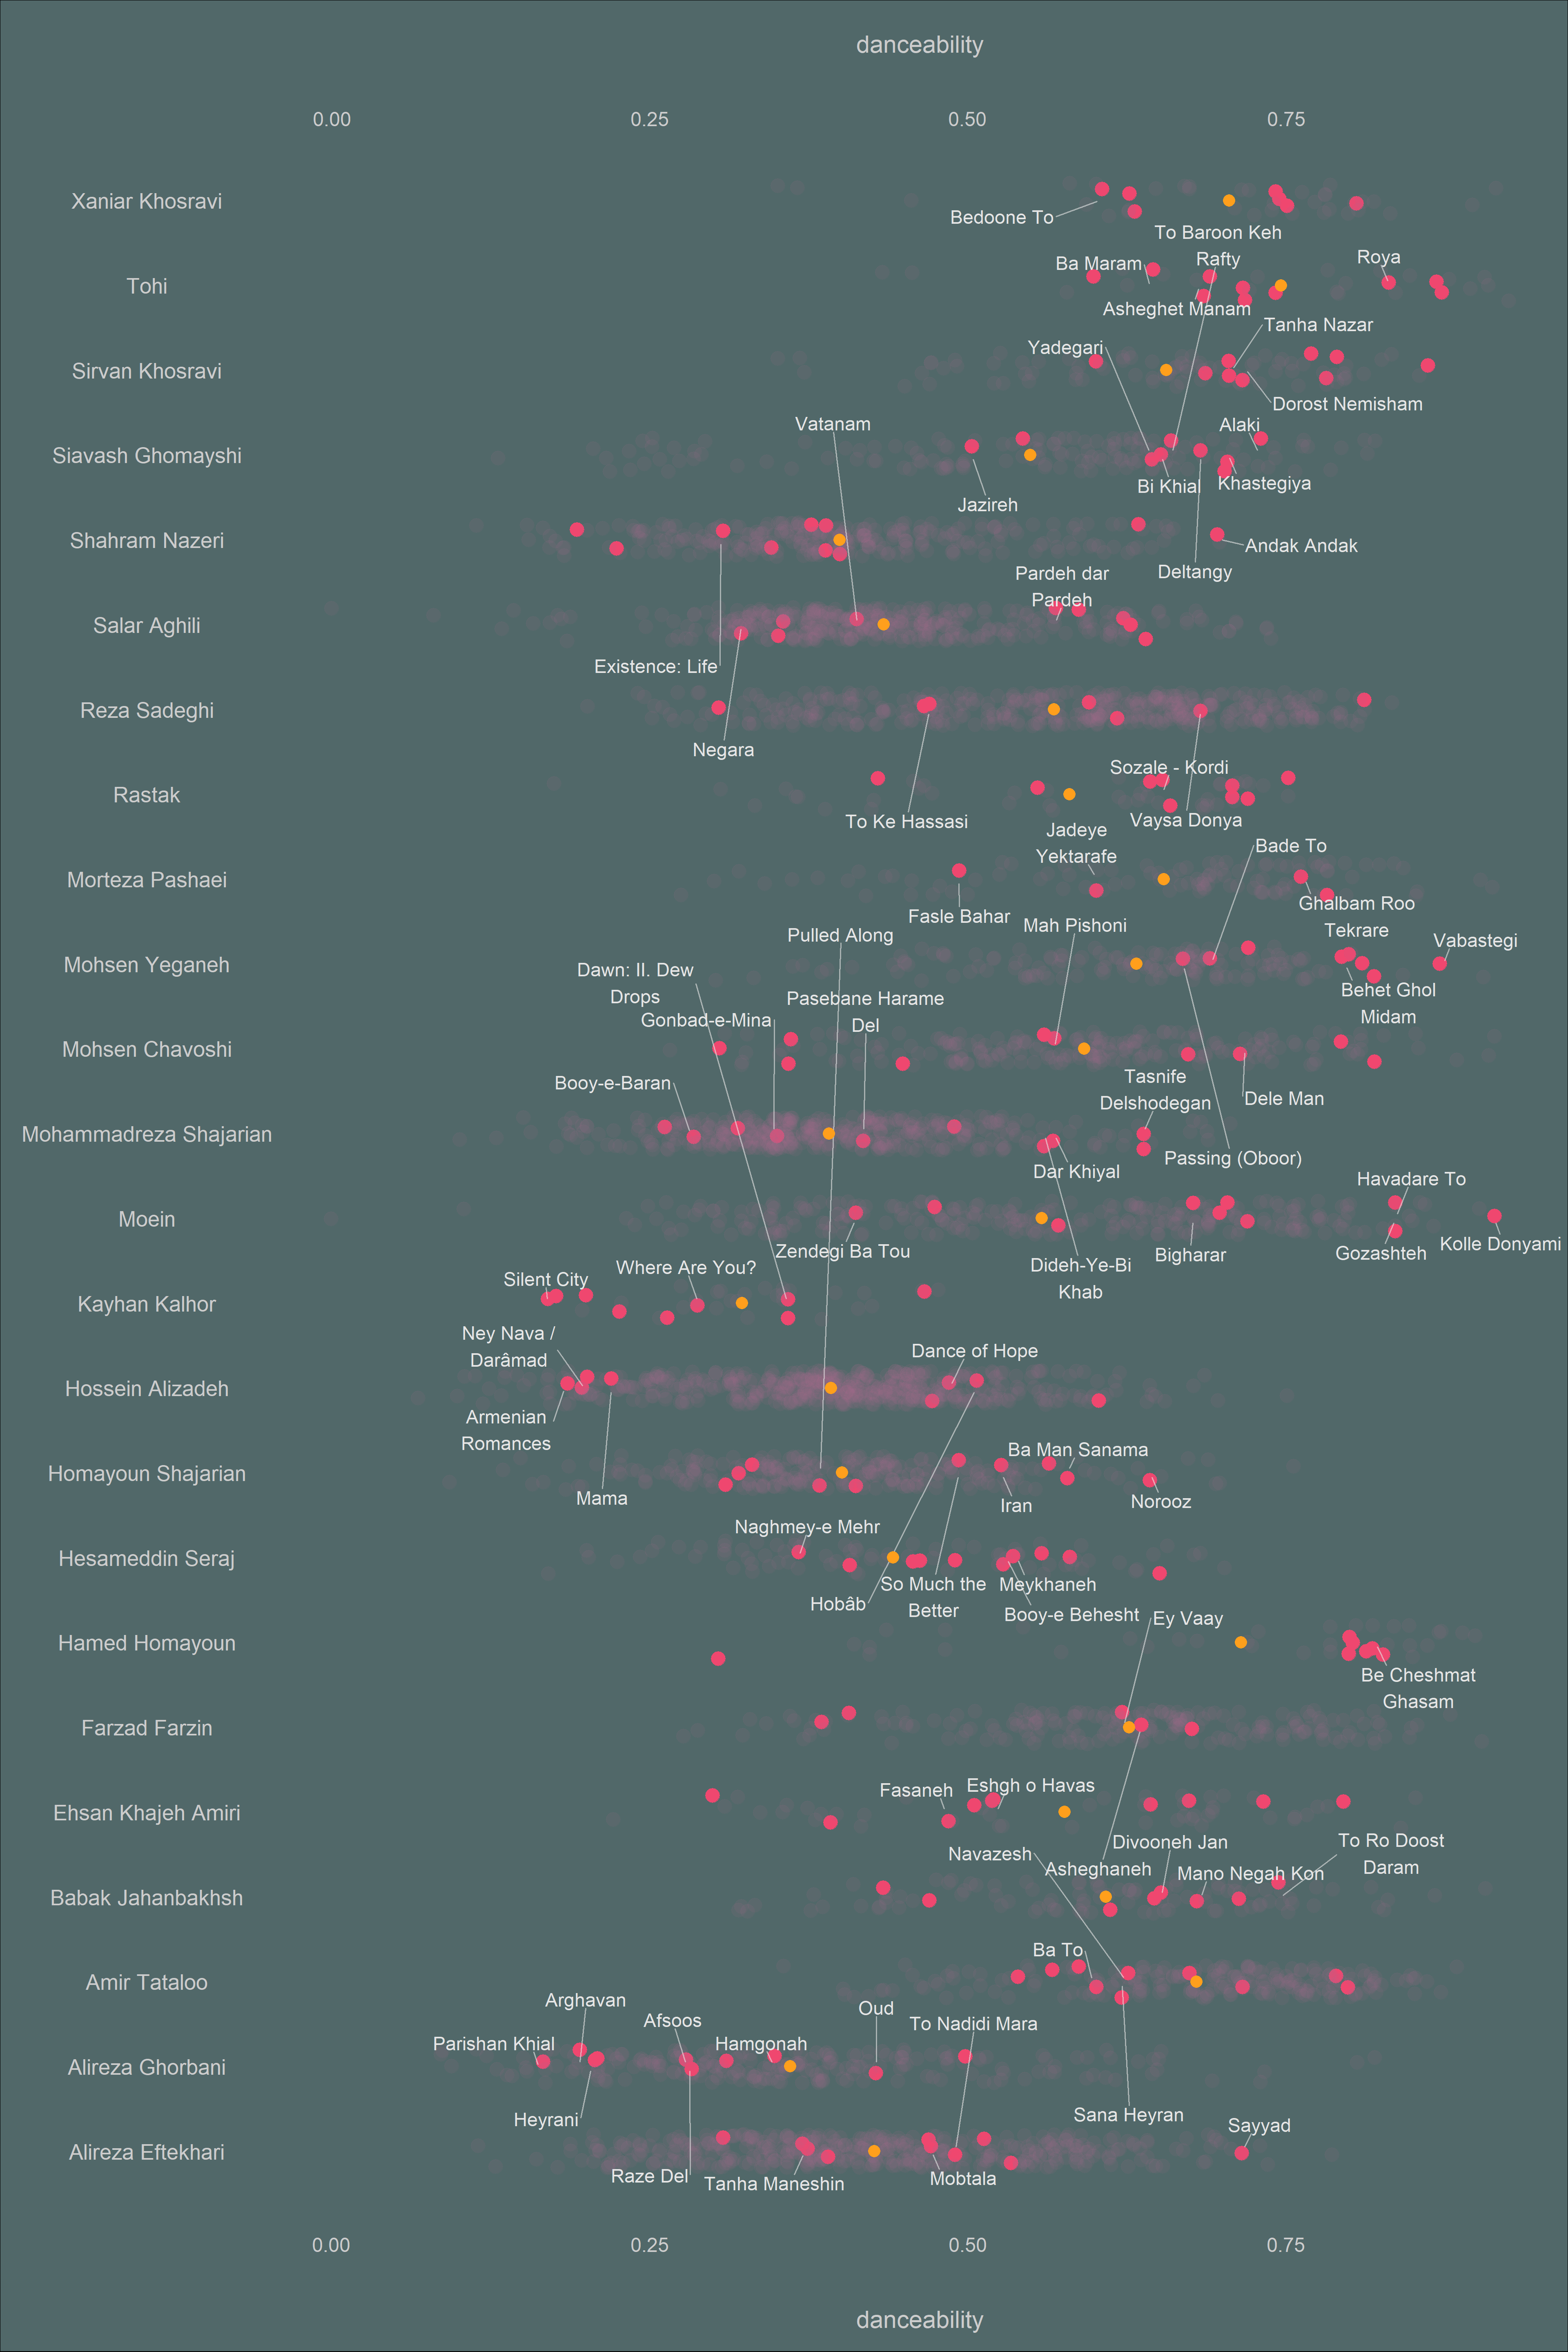 danceability
0.00 0.25 0.50 0.75
Xaniar Khosravi
Bedoone To
To Baroon Keh
Rafty
Ba Maram
Roya
Tohi
Asheghet Manam
Tanha Nazar
Yadegari
Sirvan Khosravi
Dorost Nemisham
Vatanam
Alaki
Siavash Ghomayshi
Bi Khial
Khastegiya
Jazireh
Shahram Nazeri
Andak Andak
Deltangy
Pardeh dar
Pardeh
Salar Aghili
Existence: Life
Reza Sadeghi
Negara
Sozale - Kordi
Rastak
To Ke Hassasi
Vaysa Donya
Jadeye
Yektarafe
Bade To
Morteza Pashaei
Fasle Bahar
Ghalbam Roo
Tekrare
Mah Pishoni
Pulled Along
Vabastegi
Mohsen Yeganeh
Dawn: II. Dew
Drops
Behet Ghol
Midam
Pasebane Harame
Del
Gonbad-e-Mina
Mohsen Chavoshi
Booy-e-Baran
Tasnife
Delshodegan
Dele Man
Mohammadreza Shajarian
Passing (Oboor)
Dar Khiyal
Havadare To
Moein
Zendegi Ba Tou
Bigharar
Gozashteh
Kolle Donyami
Dideh-Ye-Bi
Khab
Where Are You?
Silent City
Kayhan Kalhor
Ney Nava /
Darâmad
Dance of Hope
Hossein Alizadeh
Armenian
Romances
Ba Man Sanama
Homayoun Shajarian
Mama
Iran
Norooz
Naghmey-e Mehr
Hesameddin Seraj
So Much the
Better
Meykhaneh
Hobâb
Booy-e Behesht
Ey Vaay
Hamed Homayoun
Be Cheshmat
Ghasam
Farzad Farzin
Fasaneh
Eshgh o Havas
Ehsan Khajeh Amiri
Divooneh Jan
To Ro Doost
Daram
Navazesh
Asheghaneh
Mano Negah Kon
Babak Jahanbakhsh
Ba To
Amir Tataloo
Arghavan
Oud
Afsoos
To Nadidi Mara
Parishan Khial
Hamgonah
Alireza Ghorbani
Heyrani
Sana Heyran
Sayyad
Alireza Eftekhari
Raze Del
Tanha Maneshin
Mobtala
0.00 0.25 0.50 0.75
danceability